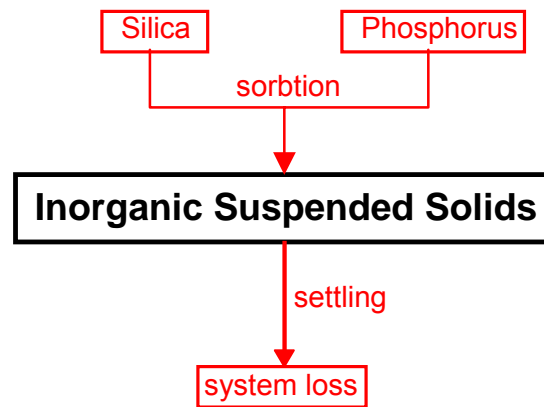 Silica
Phosphorus
sorbtion
Inorganic Suspended Solids
settling
system loss